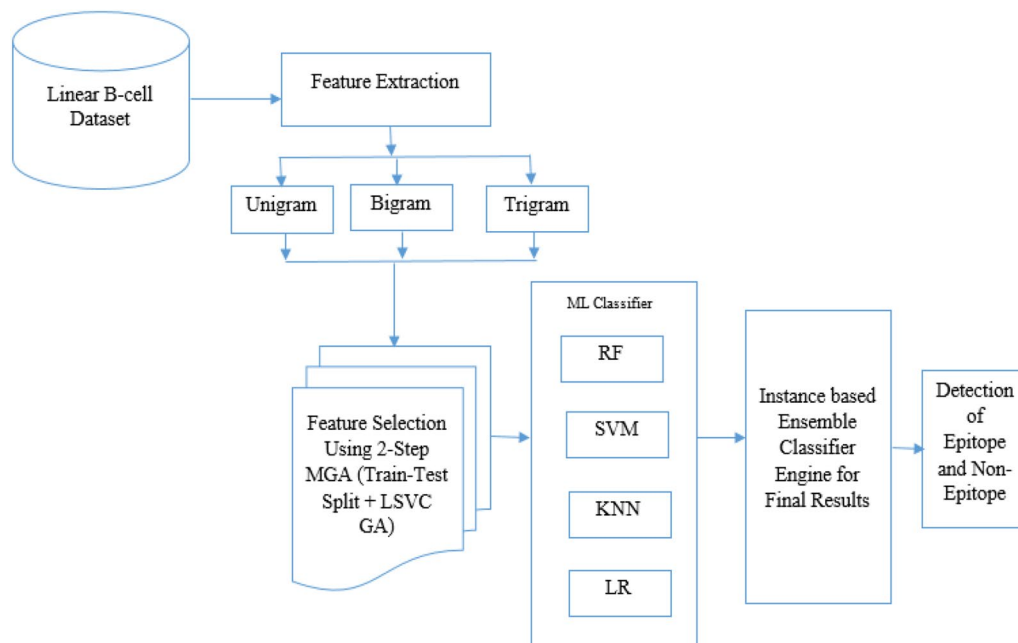 Linear B-cell
Dataset
Feature Extraction
Unigram
Bigram
Trigram
Feature Selection
Using 2-Step
MGA (Train-Test
Split + LSVC
GA)
ML Classifier
RF
SVM
KNN
LR
Instance based
Ensemble
Classifier
Engine for
Final Results
Detection
of
Epitope
and Non-
Epitope